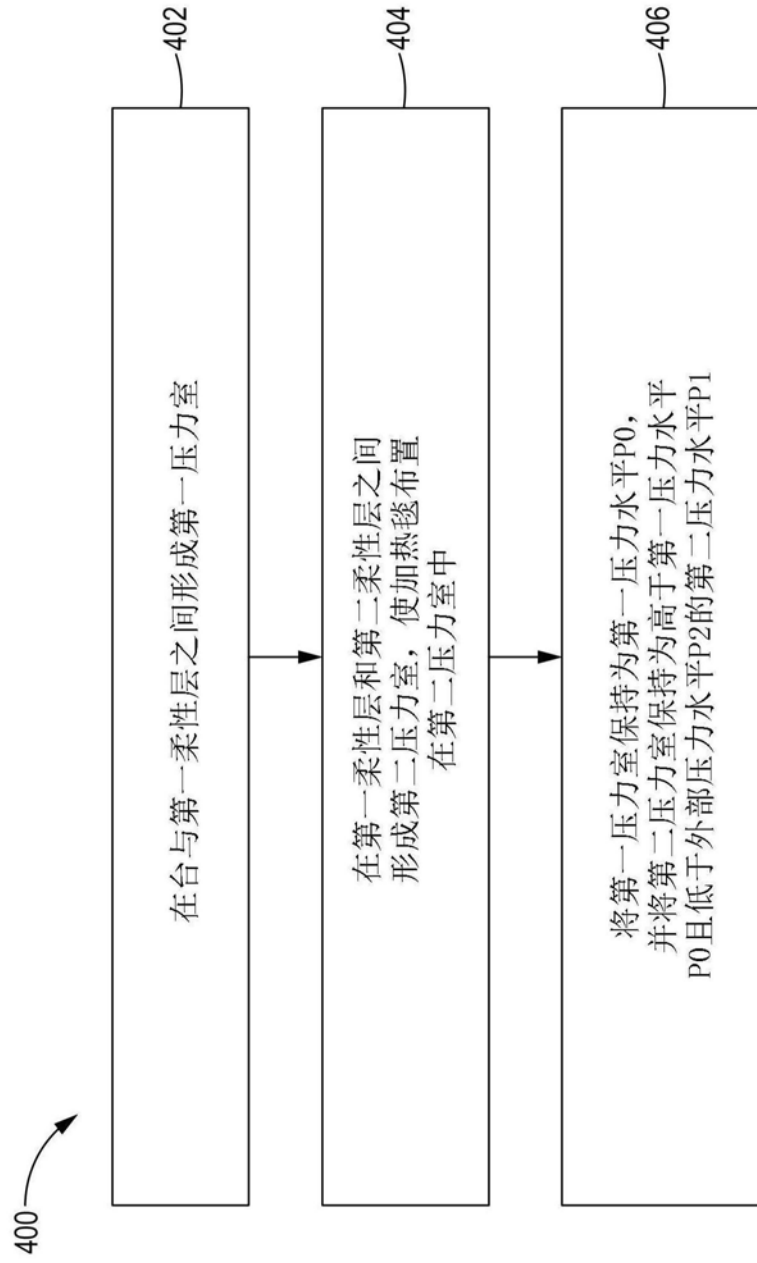 400
在台与第一柔性层之间形成第一压力室
402
在第一柔性层和第二柔性层之间
形成第二压力室，使加热毯布置
在第二压力室中
404
将第一压力室保持为第一压力水平P0，
并将第二压力室保持为高于第一压力水平
P0且低于外部压力水平P2的第二压力水平P1
406